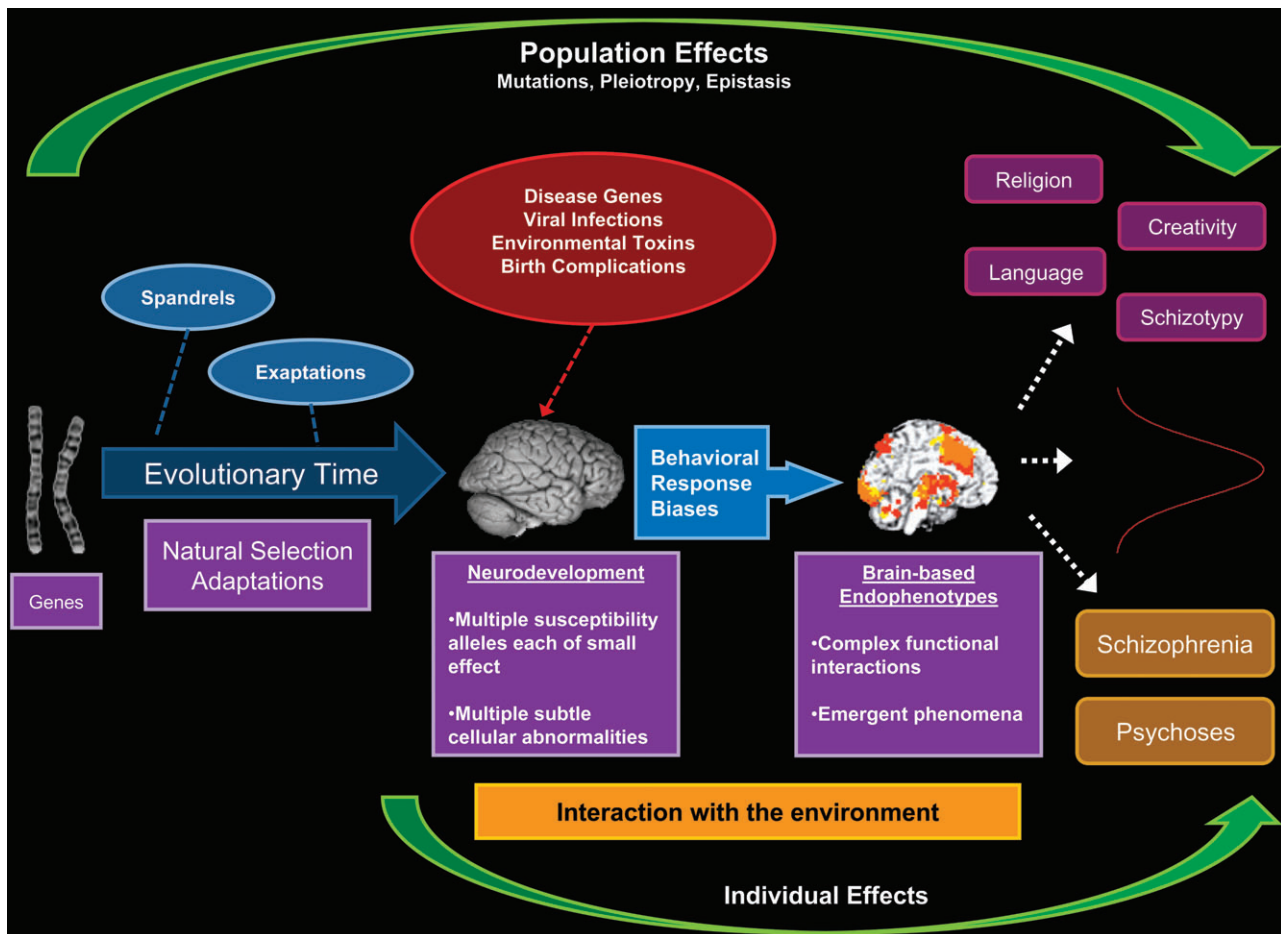 Population Effects
Mutations, Pleiotropy, Epistasis
Disease Genes
Viral Infections
Environmental Toxins
Birth Complications
Religion
Creativity
Language
Schizotypy
Spandrels
Exaptations
Evolutionary Time
Behavioral
Response
Biases
Natural Selection
Adaptations
Genes
Neurodevelopment
•Multiple susceptibility
alleles each of small
effect
•Multiple subtle
cellular abnormalities
Brain-based
Endophenotypes
•Complex functional
interactions
•Emergent phenomena
Schizophrenia
Psychoses
Interaction with the environment
Individual Effects